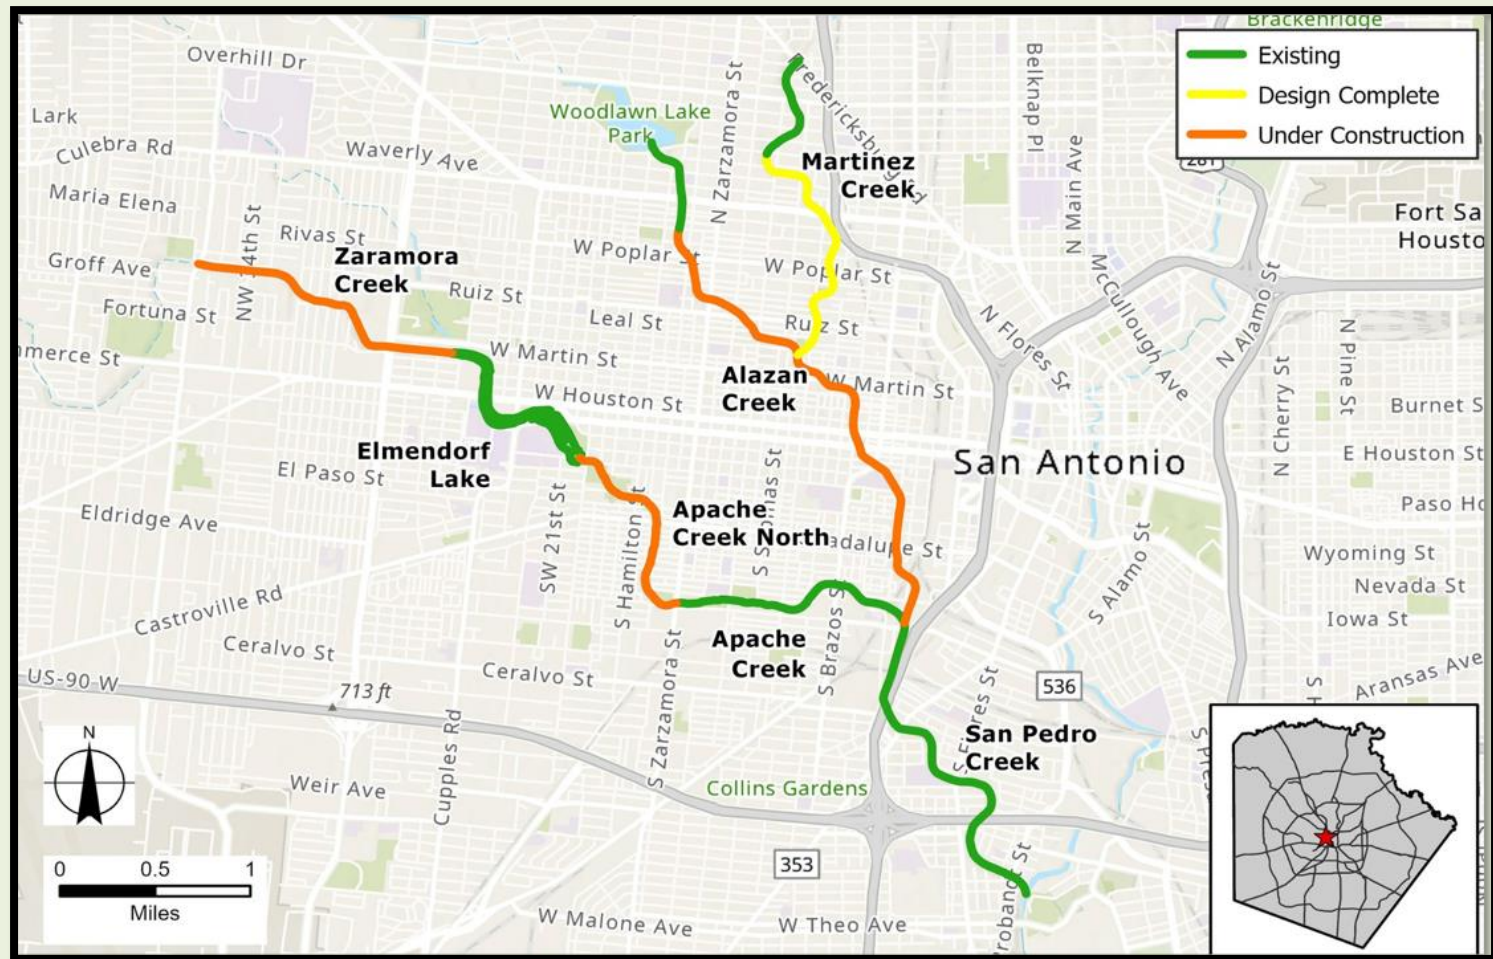 Brackenridge
Existing
Design Complete
Under Construction
281
Overhill Dr
Lark
Culebra Rd
Waverly Ave
Woodlawn Lake
Park
N Zarzamora St
Fredericksburg Rd
Martinez
Creek
Belknap Pl
N Main Ave
Fort Sa
Housto
Maria Elena
NW 34th St
Rivas St
Zaramora
Creek
Groff Ave
Fortuna St
Ruiz St
W Poplar St
W Poplar St
Leal St
Ruiz St
McCullough Ave
N Alamo St
N Flores St
mmerce St
W Martin St
W Houston St
Alazan
Creek
W Martin St
N Cherry St
N Pine St
Burnet S
E Houston St
Paso Ho
San Antonio
Elmendorf
Lake
El Paso St
Eldridge Ave
SW 21st St
S Hamilton St
Apache
Creek North
adalupe St
Wyoming St
Nevada St
Iowa St
Aransas Ave
S Alamo St
Castroville Rd
Ceralvo St
Ceralvo St
Apache
Creek
S Brazos St
S Zarzamora St
US-90 W
713 ft
Cupples Rd
Weir Ave
536
San Pedro
Creek
Collins Gardens
353
W Malone Ave
W Theo Ave
Probandt St
N
0 0.5 1
Miles